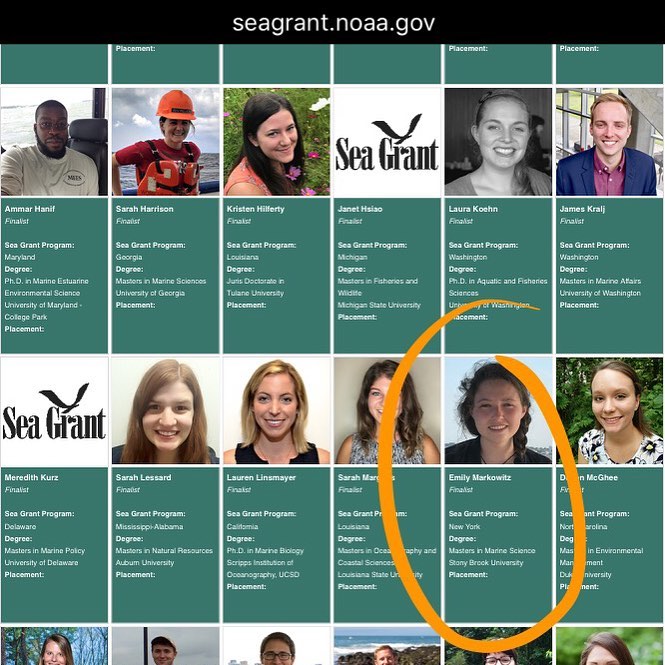 seagrant.noaa.gov
Placement: Placement: Placement: Placement:
Sea Grant
Ammar Hanif
Finalist
Sea Grant Program:
Maryland
Degree:
Ph.D. in Marine Estuarine
Environmental Science
University of Maryland -
College Park
Placement:
Sarah Harrison
Finalist
Sea Grant Program:
Georgia
Degree:
Masters in Marine Sciences
University of Georgia
Placement:
Kristen Hilferty
Finalist
Sea Grant Program:
Louisiana
Degree:
Juris Doctorate in
Tulane University
Placement:
Janet Hsiao
Finalist
Sea Grant Program:
Michigan
Degree:
Masters in Fisheries and
Wildlife
Michigan State University
Placement:
Laura Koehn
Finalist
Sea Grant Program:
Washington
Degree:
Ph.D. in Aquatic and Fisheries
Sciences
University of Washington
Placement:
James Kralj
Finalist
Sea Grant Program:
Washington
Degree:
Masters in Marine Affairs
University of Washington
Placement:
Sea Grant
Meredith Kurz
Finalist
Sea Grant Program:
Delaware
Degree:
Masters in Marine Policy
University of Delaware
Placement:
Sarah Lessard
Finalist
Sea Grant Program:
Mississippi-Alabama
Degree:
Masters in Natural Resources
Auburn University
Placement:
Lauren Linsmayer
Finalist
Sea Grant Program:
California
Degree:
Ph.D. in Marine Biology
Scripps Institution of
Oceanography, UCSD
Placement:
Sarah
Finalist
Sea Grant Program:
Louisiana
Degree:
Masters in and
Coastal Sciences
Louisiana State University
Placement:
Emily Markowitz
Finalist
Sea Grant Program:
New York
Degree:
Masters in Marine Science
Stony Brook University
Placement:
McGhee
Sea Grant Program:
North Carolina
Degree:
Masters in Environmental
Management
Duke University
Placement: